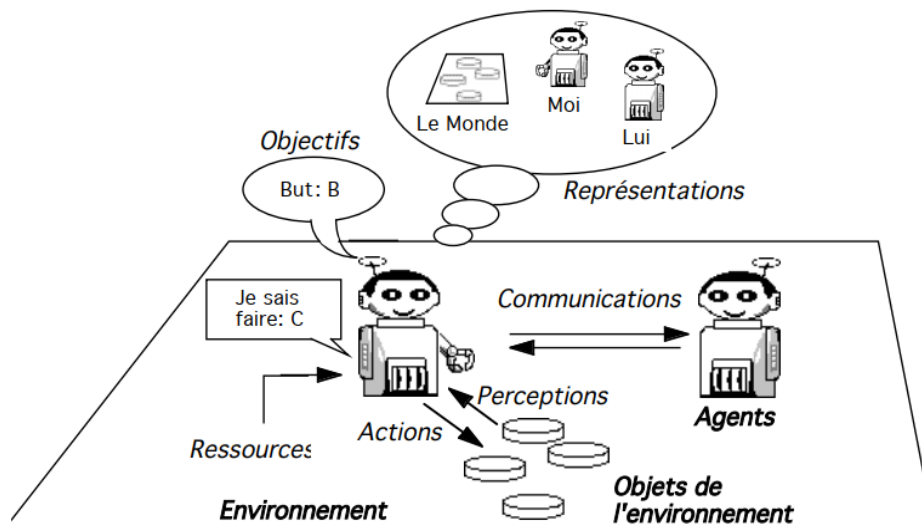 Le Monde
Moi
Lui
Objectifs
But: B
Représentations
Je sais
faire: C
Communications
Perceptions
Agents
Actions
Ressources
Environnement
Objets de
l'environnement